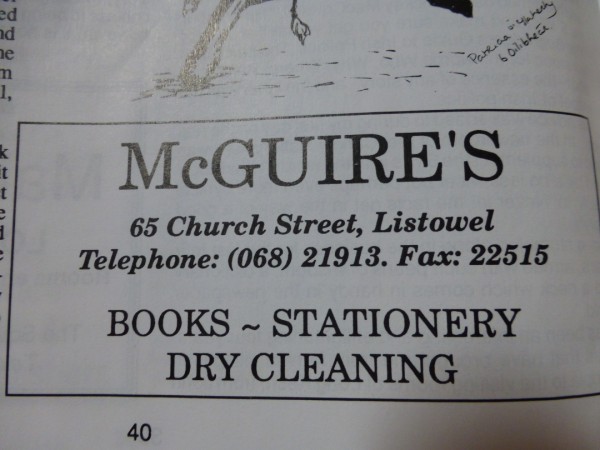 McGUIRE'S
65 Church Street, Listowel
Telephone: (068) 21913. Fax: 22515
BOOKS ~ STATIONERY
DRY CLEANING
40